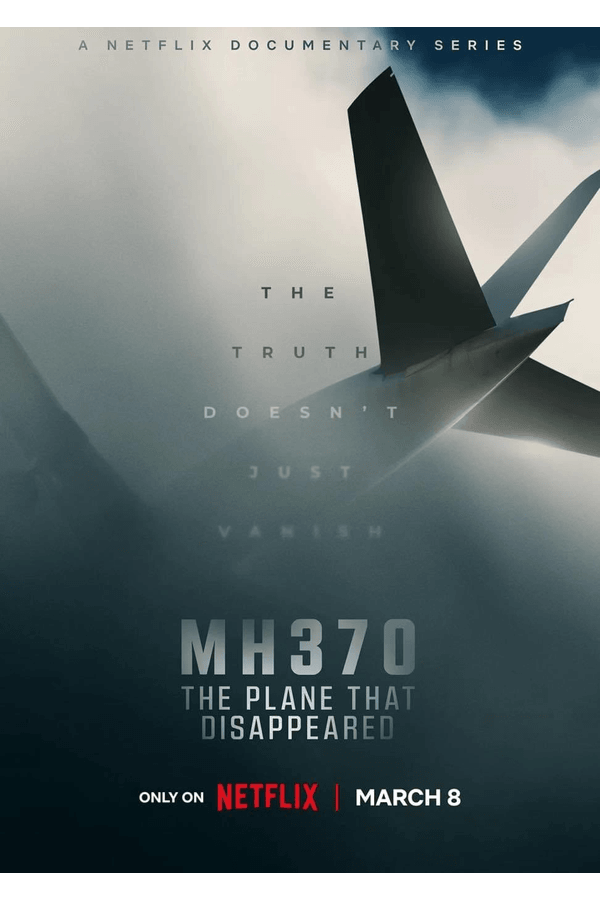 A NETFLIX DOCUMENTARY SERIES
THE
TRUTH
DOESN'T
JUST
VANISH
MH370
THE PLANE THAT
DISAPPEARED
ONLY ON NETFLIX | MARCH 8